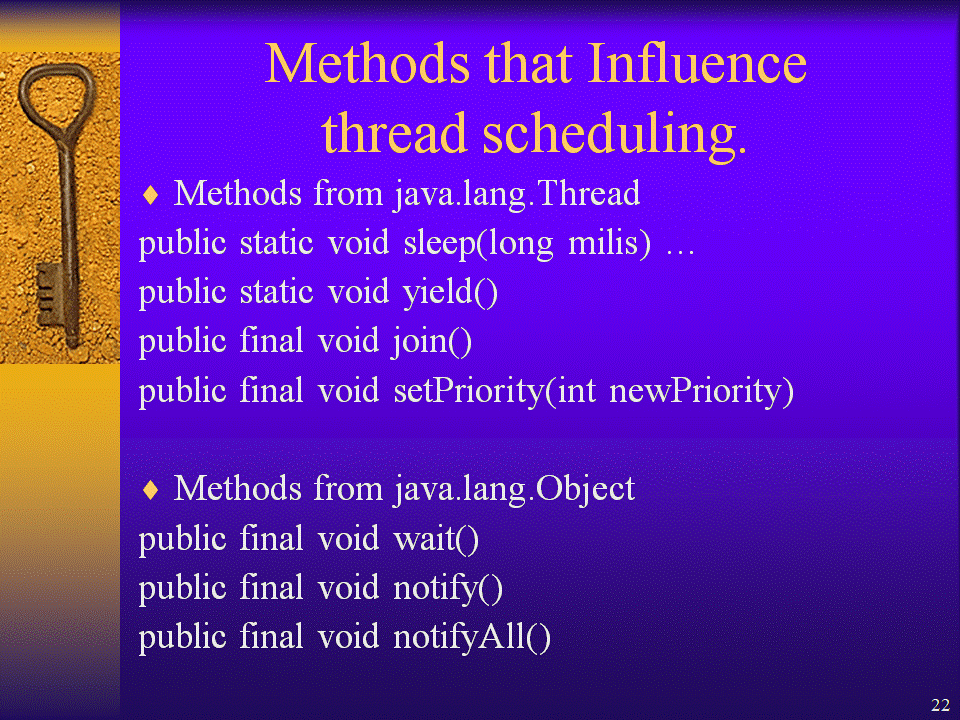 Methods that Influence
thread scheduling.
♦ Methods from java.lang.Thread
public static void sleep(long milis) …
public static void yield()
public final void join()
public final void setPriority(int newPriority)
♦ Methods from java.lang.Object
public final void wait()
public final void notify()
public final void notifyAll()
22